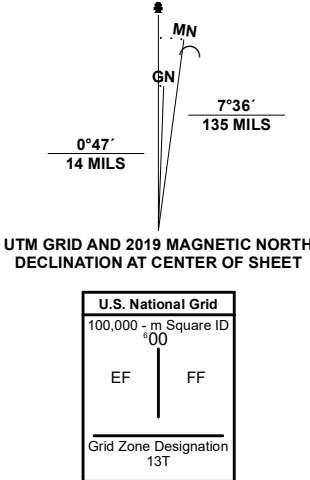 MN
GN
7°36´
135 MILS
0°47´
14 MILS
UTM GRID AND 2019 MAGNETIC NORTH
DECLINATION AT CENTER OF SHEET
U.S. National Grid
100,000 - m Square ID
⁶00
EF FF
Grid Zone Designation
13T